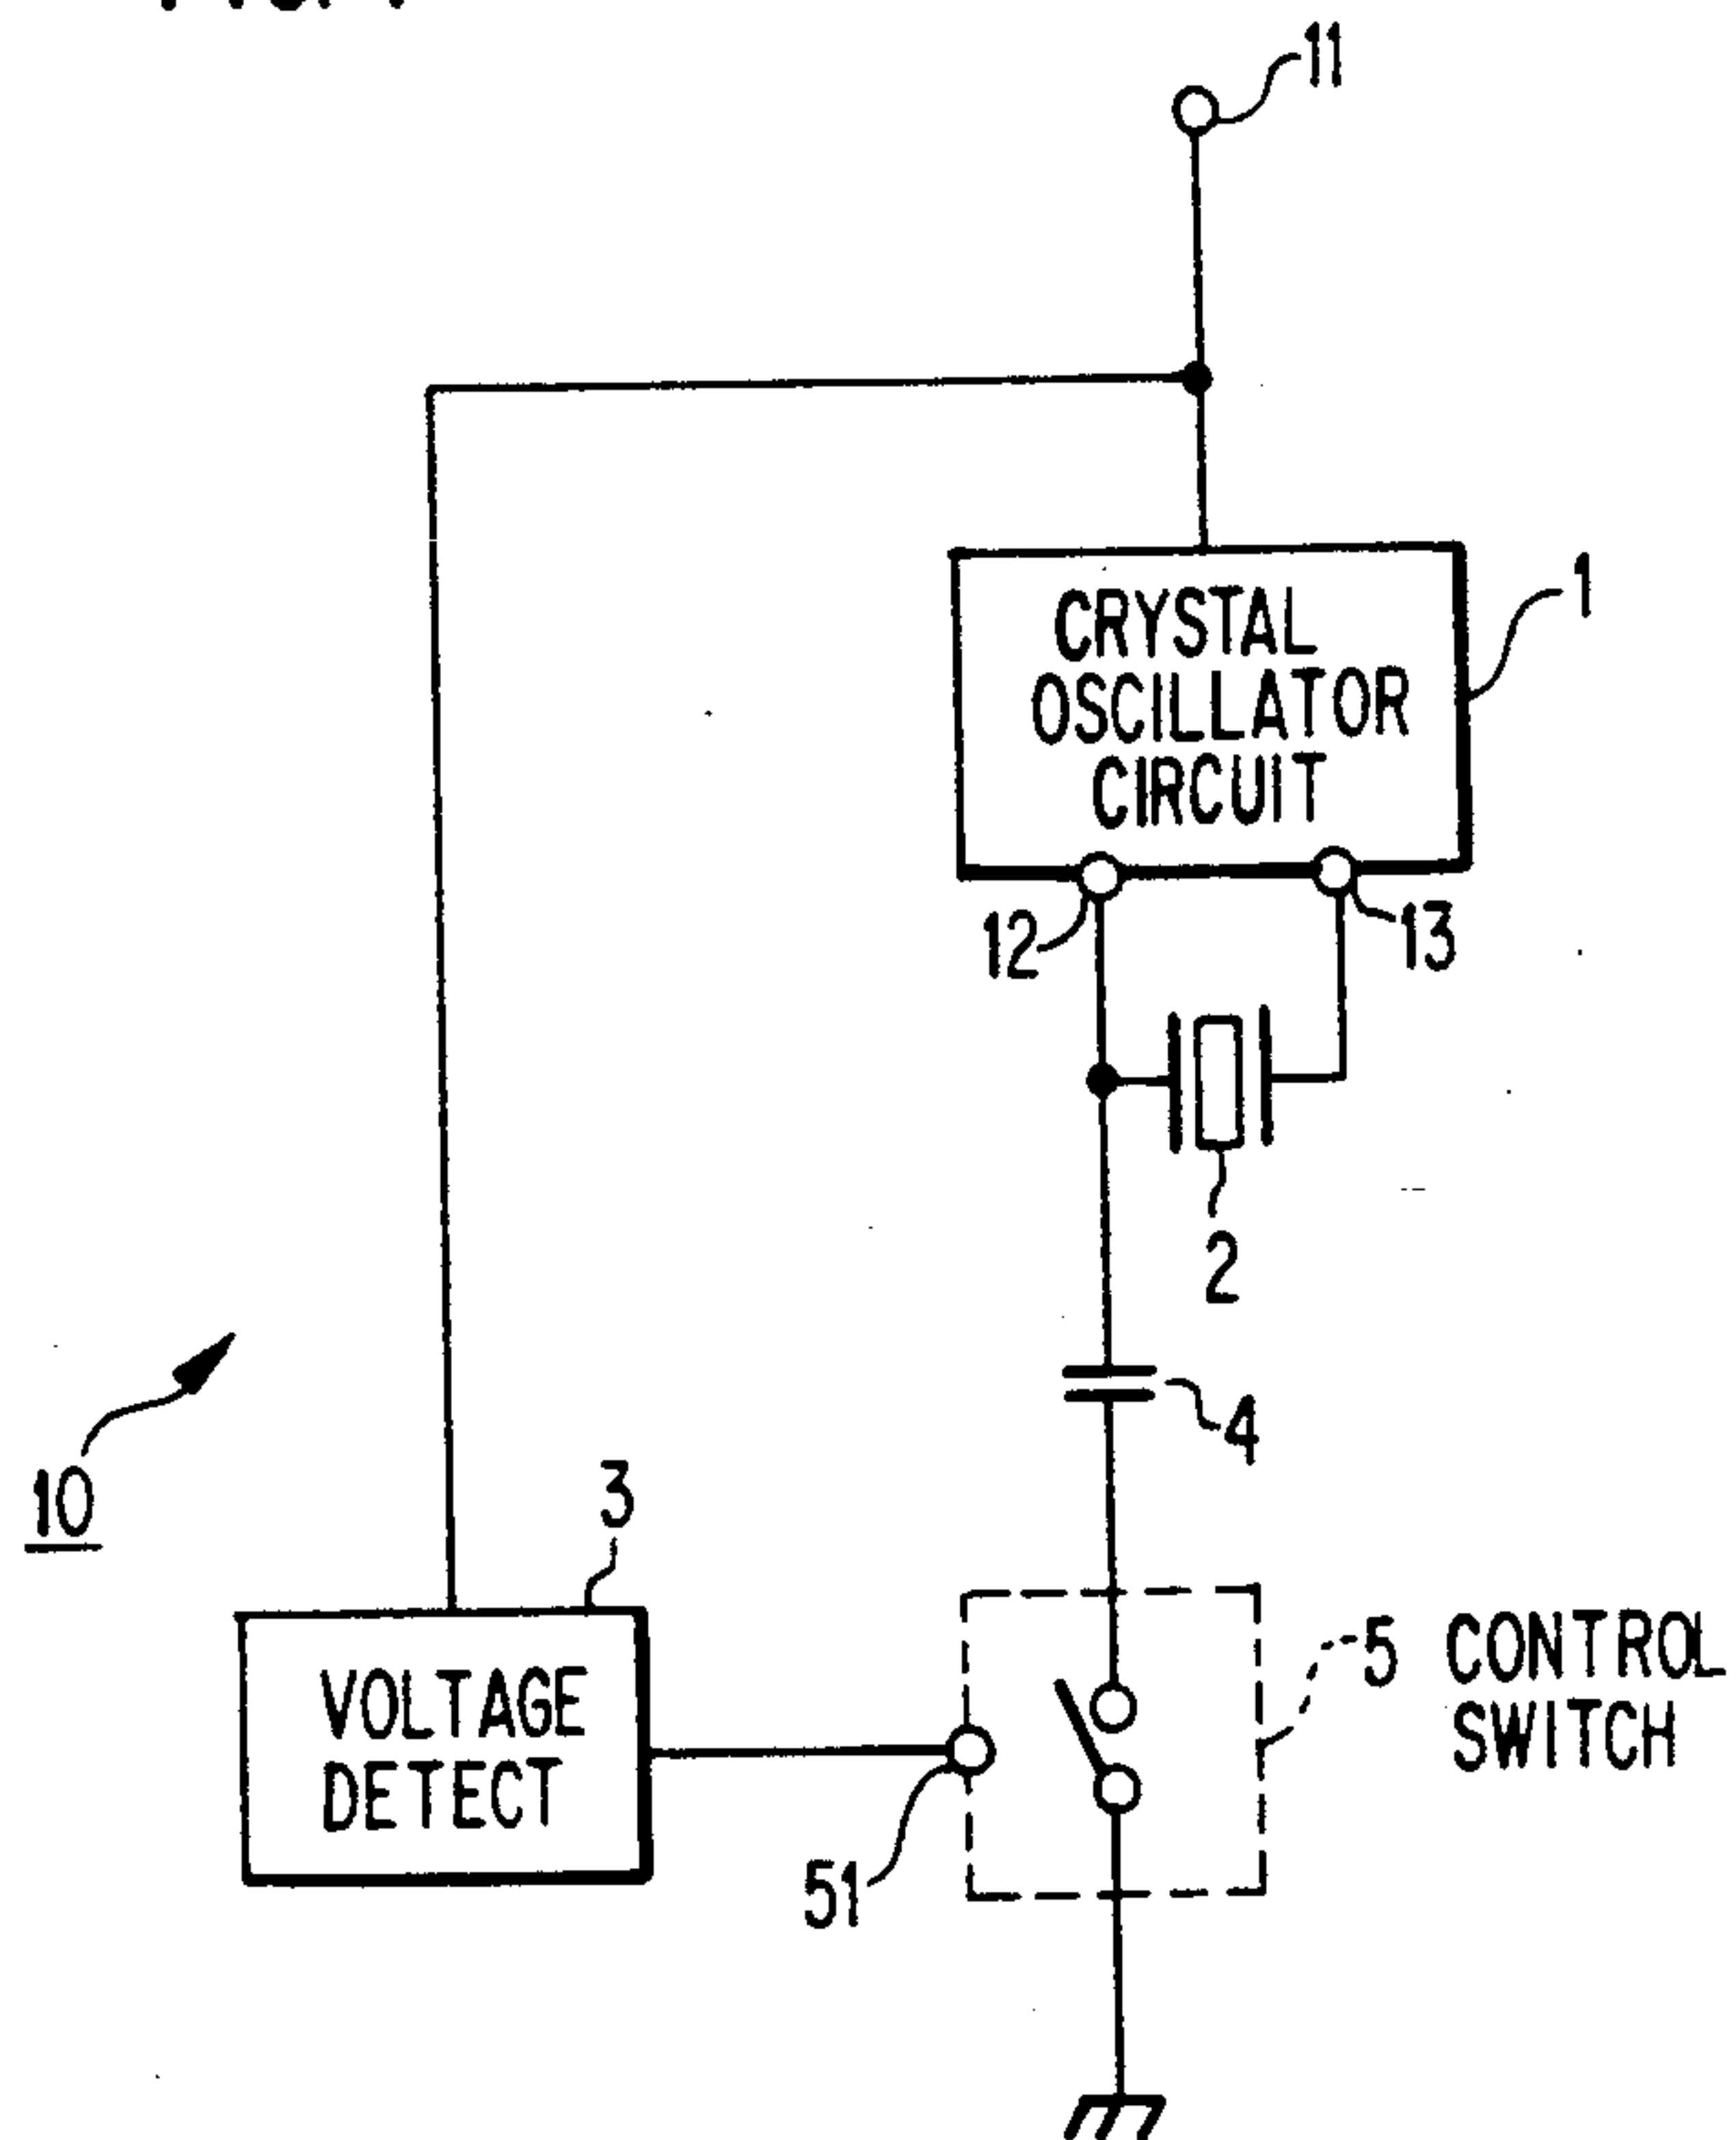 11
CRYSTAL
OSCILLATOR
CIRCUIT
1
12
13
2
4
10
3
VOLTAGE
DETECT
5 CONTROL
SWITCH
51